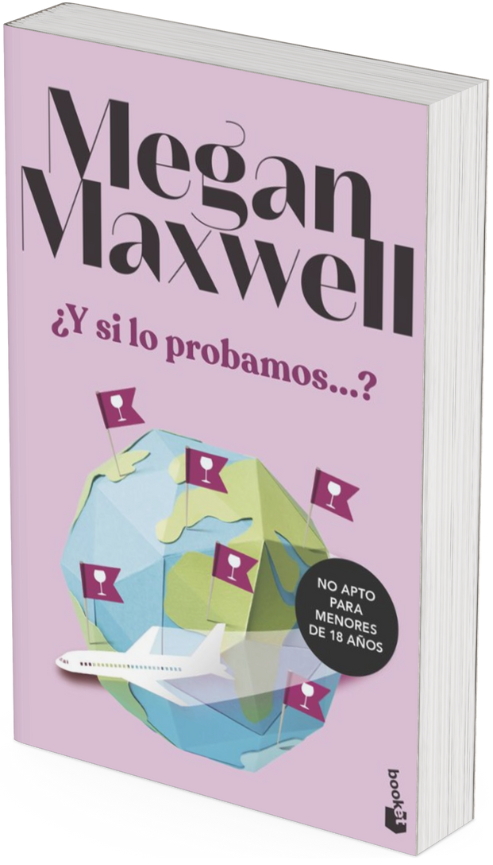 Megan
Maxwell
¿Y si lo probamos...?
NO APTO
PARA
MENORES
DE 18 AÑOS
booket